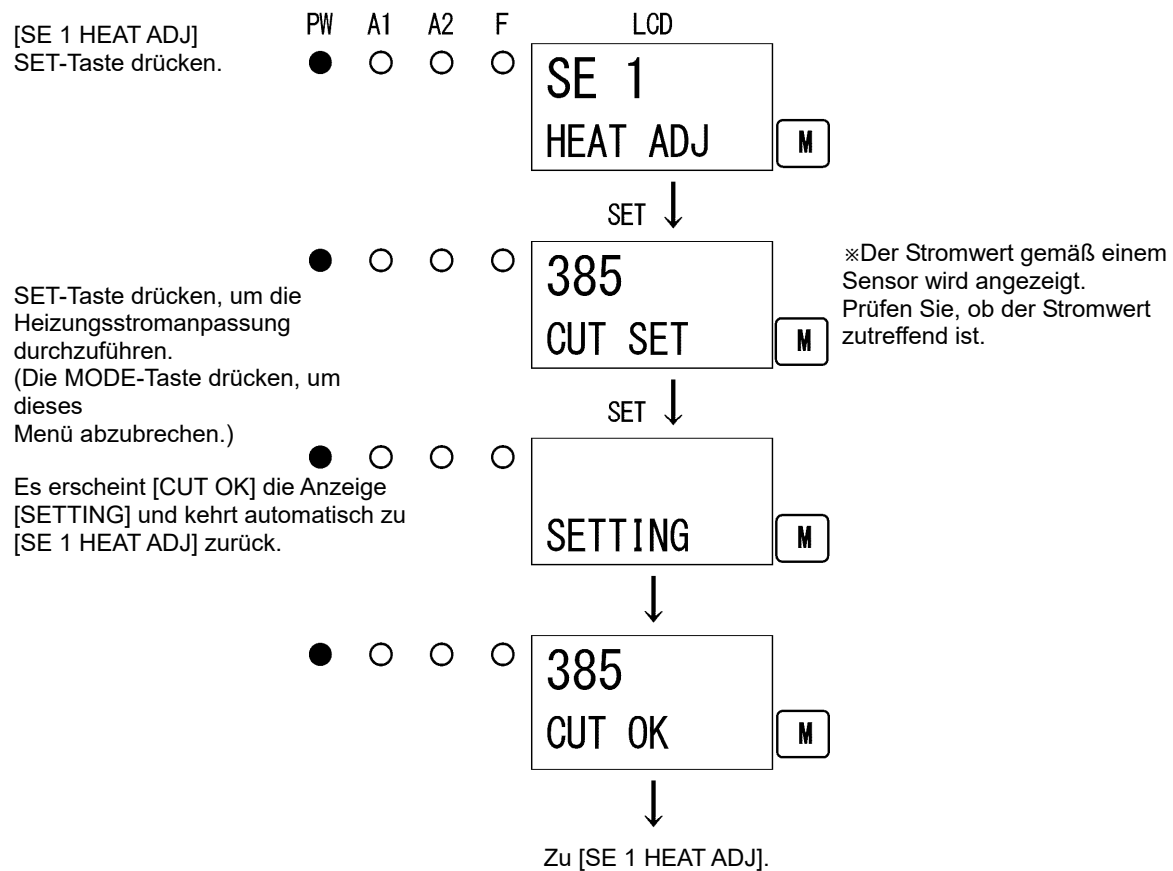 PW A1 A2 F LCD
[SE 1 HEAT ADJ]
SET-Taste drücken.
SE 1
HEAT ADJ
M
SET
385
CUT SET
M
※Der Stromwert gemäß einem
Sensor wird angezeigt.
Prüfen Sie, ob der Stromwert
zutreffend ist.
SET-Taste drücken, um die
Heizungsstromanpassung
durchzuführen.
(Die MODE-Taste drücken, um
dieses
Menü abzubrechen.)
SET
Es erscheint [CUT OK] die Anzeige
[SETTING] und kehrt automatisch zu
[SE 1 HEAT ADJ] zurück.
SETTING
M
385
CUT OK
M
Zu [SE 1 HEAT ADJ].